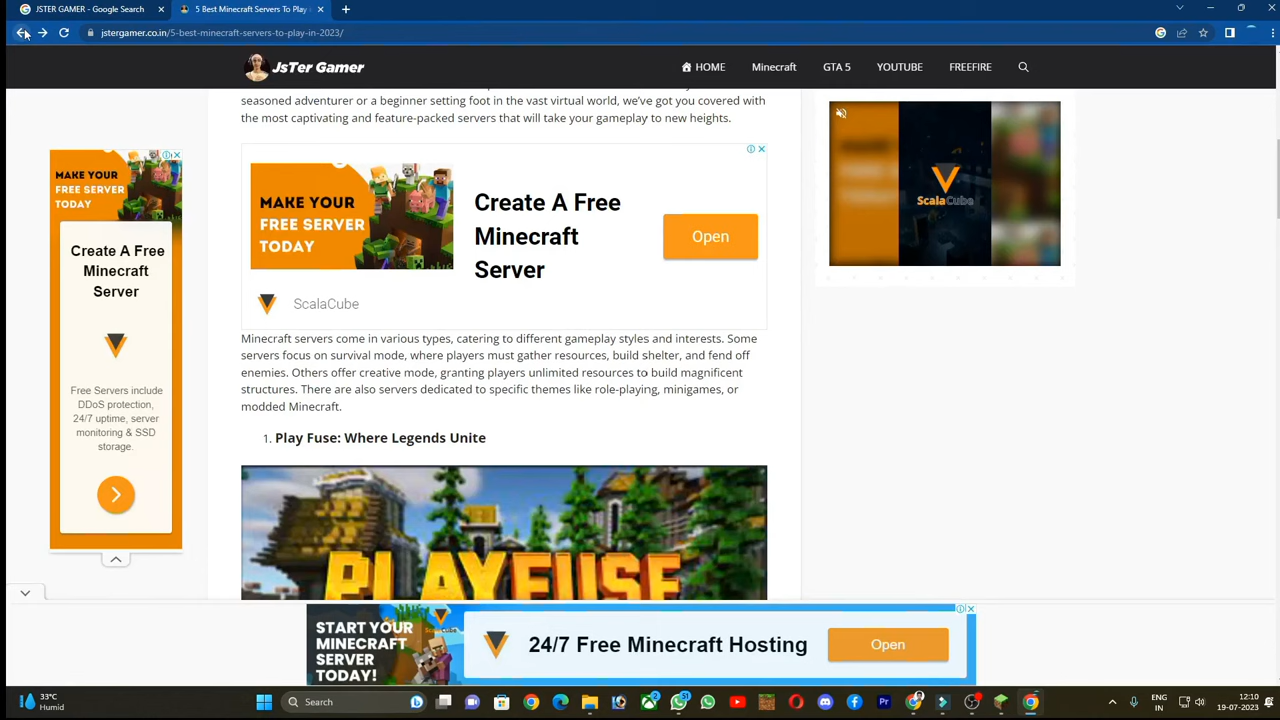 JSTER GAMER - Google Search
5 Best Minecraft Servers To Play
jstergamer.co.in/5-best-minecraft-servers-to-play-in-2023/
JsTer Gamer
HOME
Minecraft
GTA 5
YOUTUBE
FREEFIRE
seasoned adventurer or a beginner setting foot in the vast virtual world, we've got you covered with
the most captivating and feature-packed servers that will take your gameplay to new heights.
MAKE YOUR
FREE SERVER
TODAY
Create A Free
Minecraft
Server
Free Servers include
DDoS protection,
24/7 uptime, server
monitoring & SSD
storage.
MAKE YOUR
FREE SERVER
TODAY
Create A Free
Minecraft
Server
Open
ScalaCube
ScalaCube
Minecraft servers come in various types, catering to different gameplay styles and interests. Some
servers focus on survival mode, where players must gather resources, build shelter, and fend off
enemies. Others offer creative mode, granting players unlimited resources to build magnificent
structures. There are also servers dedicated to specific themes like role-playing, minigames, or
modded Minecraft.
1. Play Fuse: Where Legends Unite
PLAYFUSE
START YOUR
MINECRAFT
SERVER
TODAY!
24/7 Free Minecraft Hosting
Open
33°C
Humid
Search
2
51
Pr
ENG
IN
12:10
19-07-2023